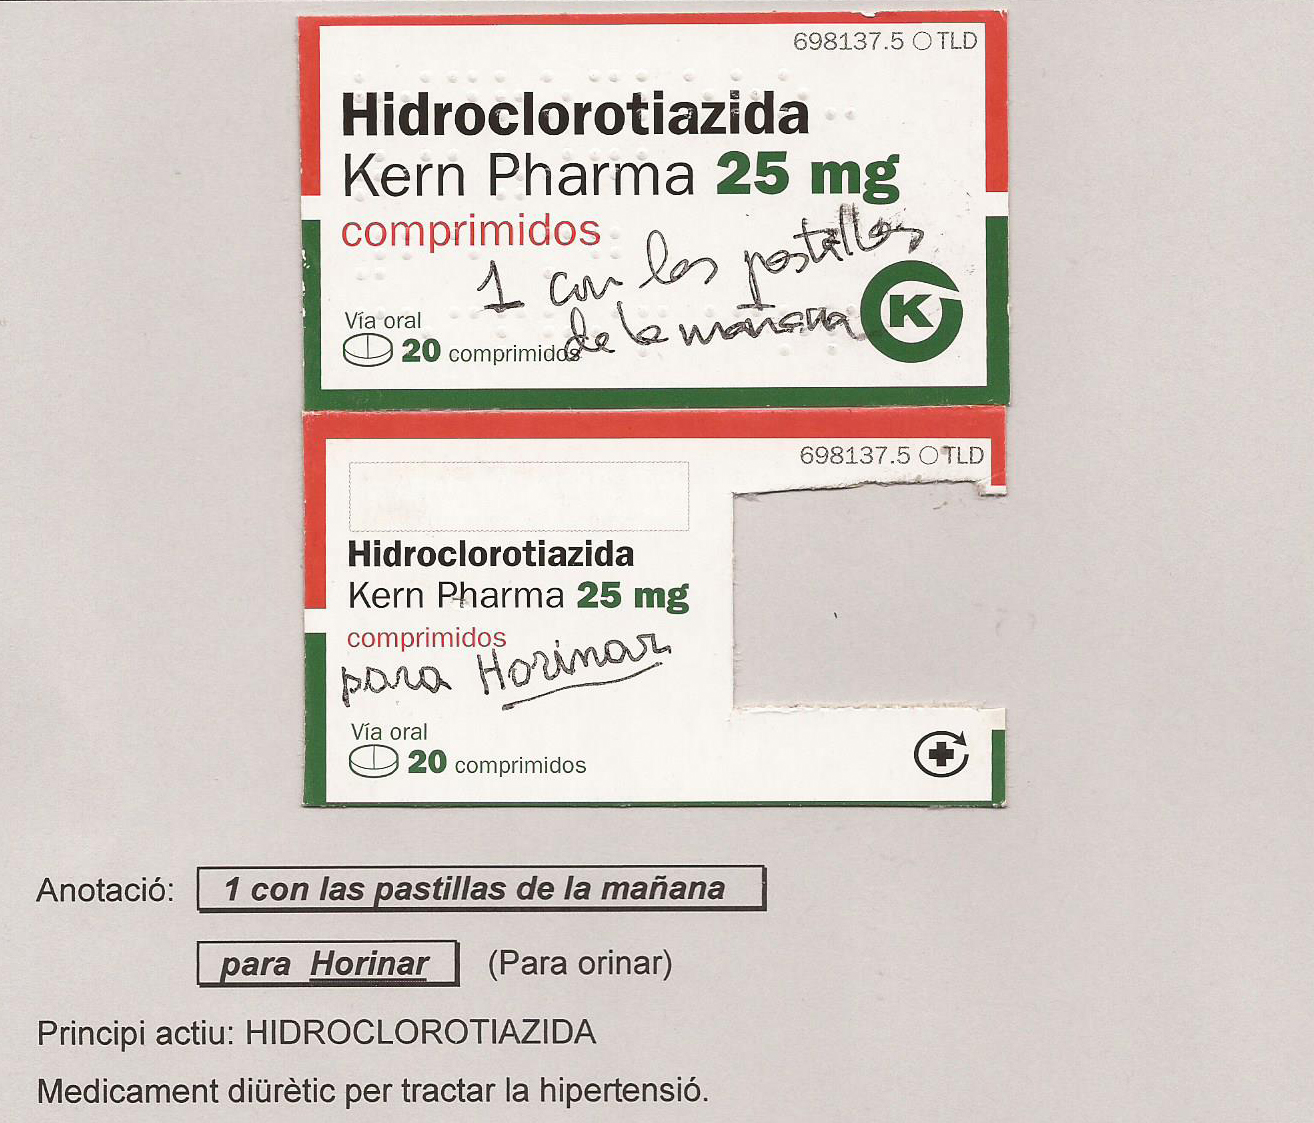 698137.5 O TLD
Hidroclorotiazida
Kern Pharma 25 mg
comprimidos
1 con las pastillas
de la mañana
Vía oral
20 comprimidos
K
698137.5 O TLD
Hidroclorotiazida
Kern Pharma 25 mg
comprimidos
para Horinar
Vía oral
20 comprimidos
Anotació: 1 con las pastillas de la mañana
para Horinar (Para orinar)
Principi actiu: HIDROCLOROTIAZIDA
Medicament diürètic per tractar la hipertensió.